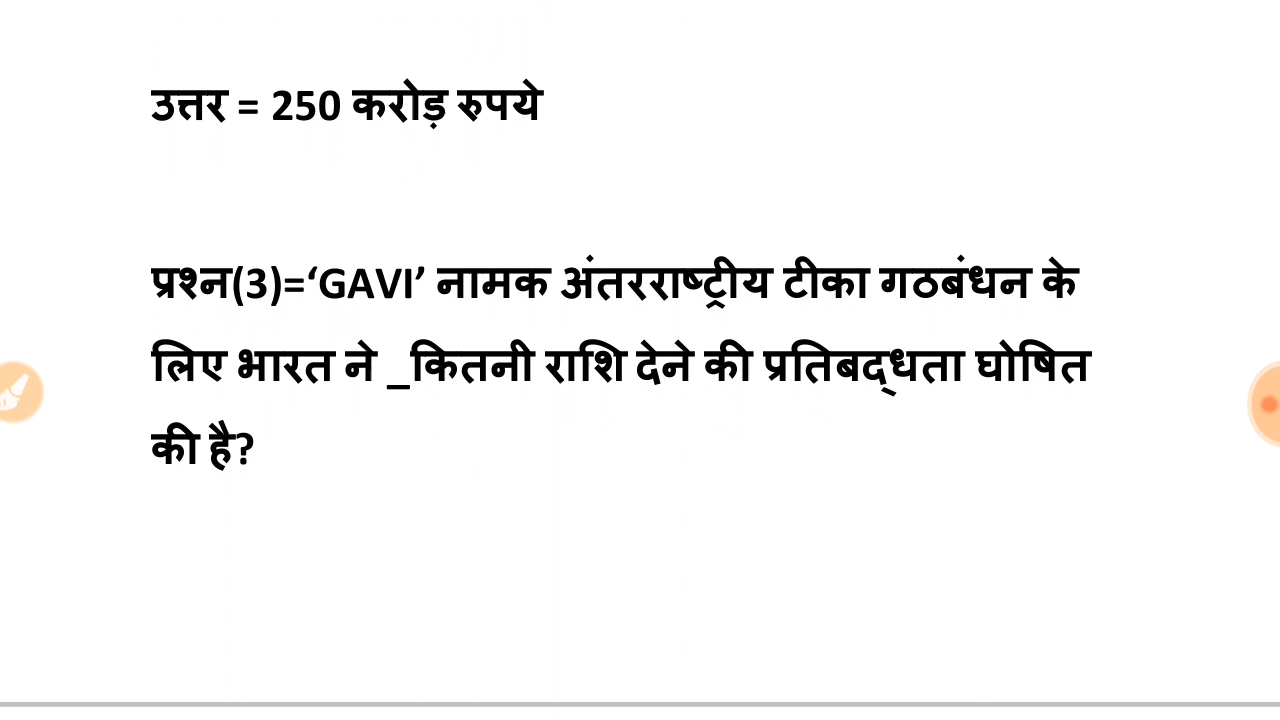 उत्तर = 250 करोड़ रुपये
प्रश्न(3)=‘GAVI’ नामक अंतरराष्ट्रीय टीका गठबंधन के
लिए भारत ने _कितनी राशि देने की प्रतिबद्धता घोषित
की है?